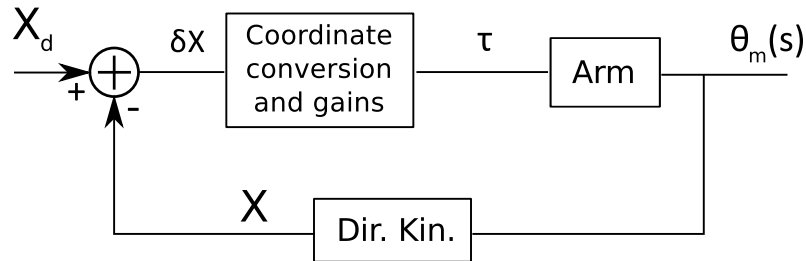 X_d
+
-
δX
Coordinate
conversion
and gains
τ
Arm
θ_m(s)
X
Dir. Kin.